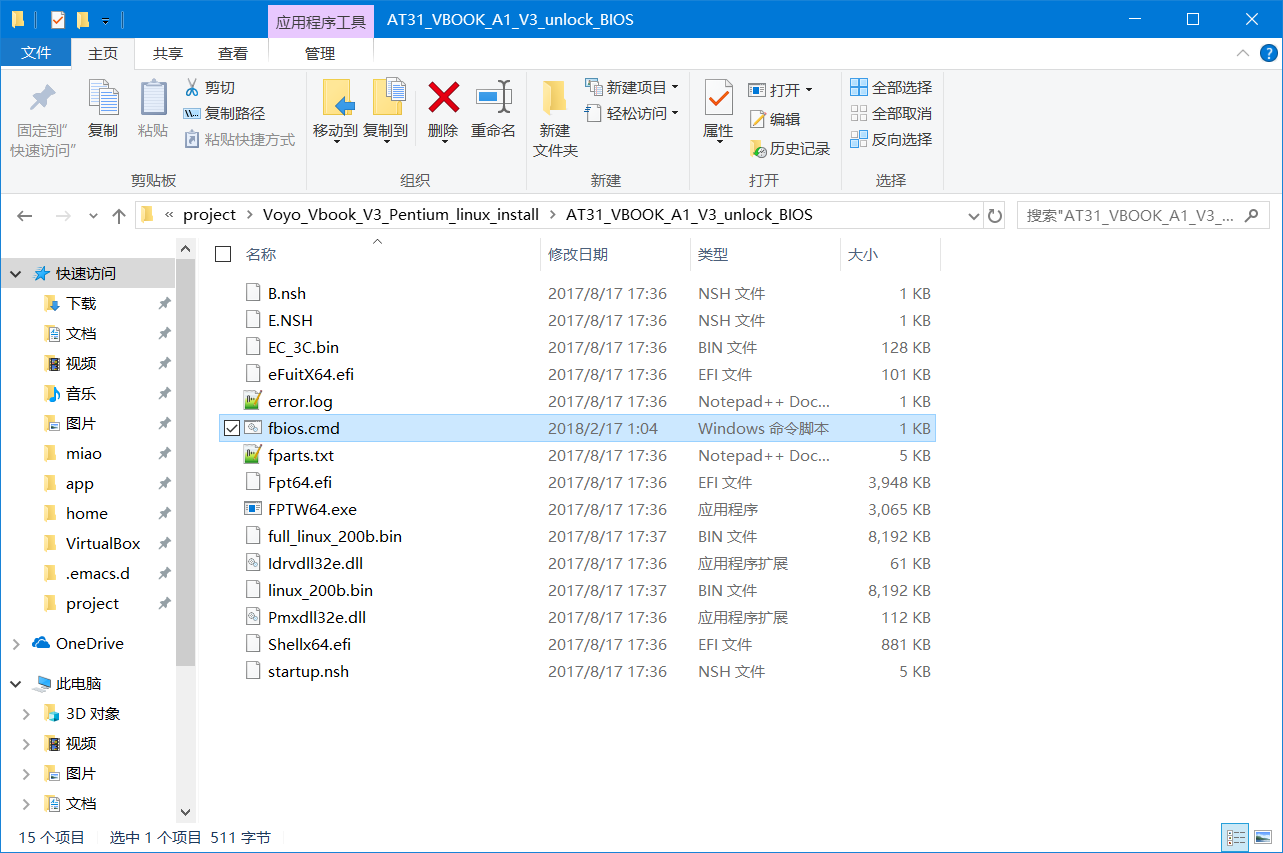 应用程序工具 AT31_VBOOK_A1_V3_unlock_BIOS
文件 主页 共享 查看 管理
固定到"快速访问"
复制
粘贴
剪切
复制路径
粘贴快捷方式
剪贴板
移动到 复制到 删除 重命名
组织
新建文件夹
新建项目
轻松访问
新建
属性
打开
编辑
历史记录
打开
全部选择
全部取消
反向选择
选择
« project › Voyo_Vbook_V3_Pentium_linux_install › AT31_VBOOK_A1_V3_unlock_BIOS
搜索"AT31_VBOOK_A1_V3_...
快速访问
下载
文档
视频
音乐
图片
miao
app
home
VirtualBox
.emacs.d
project
OneDrive
此电脑
3D 对象
视频
图片
文档
名称 修改日期 类型 大小
B.nsh 2017/8/17 17:36 NSH 文件 1 KB
E.NSH 2017/8/17 17:36 NSH 文件 1 KB
EC_3C.bin 2017/8/17 17:36 BIN 文件 128 KB
eFuitX64.efi 2017/8/17 17:36 EFI 文件 101 KB
error.log 2017/8/17 17:36 Notepad++ Doc... 1 KB
fbios.cmd 2018/2/17 1:04 Windows 命令脚本 1 KB
fparts.txt 2017/8/17 17:36 Notepad++ Doc... 5 KB
Fpt64.efi 2017/8/17 17:36 EFI 文件 3,948 KB
FPTW64.exe 2017/8/17 17:36 应用程序 3,065 KB
full_linux_200b.bin 2017/8/17 17:37 BIN 文件 8,192 KB
Idrvdll32e.dll 2017/8/17 17:36 应用程序扩展 61 KB
linux_200b.bin 2017/8/17 17:37 BIN 文件 8,192 KB
Pmxdll32e.dll 2017/8/17 17:36 应用程序扩展 112 KB
Shellx64.efi 2017/8/17 17:36 EFI 文件 881 KB
startup.nsh 2017/8/17 17:36 NSH 文件 5 KB
15 个项目 选中 1 个项目 511 字节